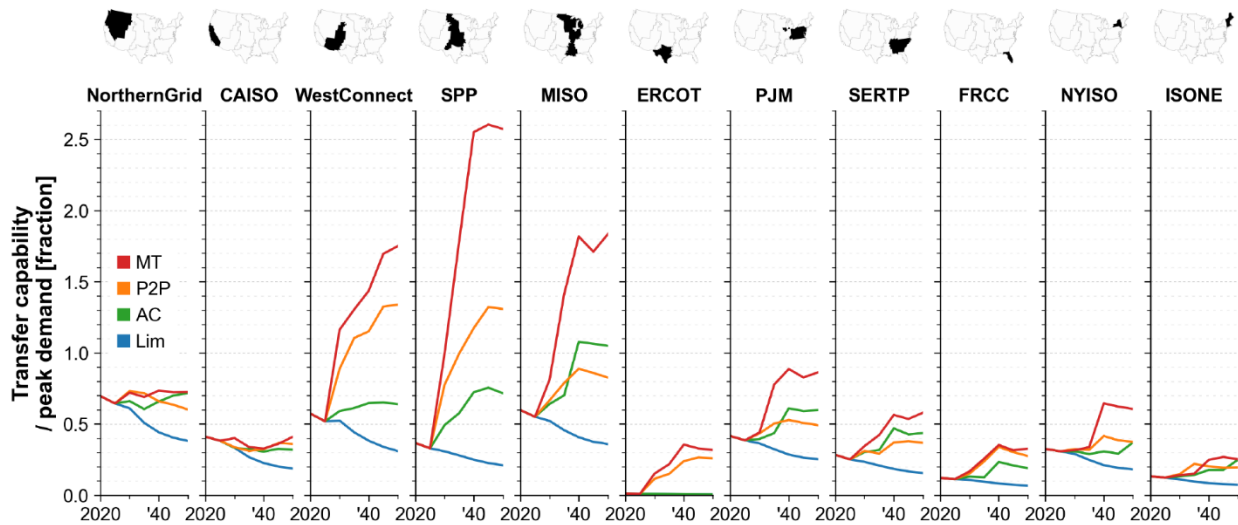 NorthernGrid CAISO WestConnect SPP MISO ERCOT PJM SERTP FRCC NYISO ISONE
Transfer capability
/ peak demand [fraction]
2.5
2.0
1.5
1.0
0.5
0.0
MT
P2P
AC
Lim
2020 '40 2020 '40 2020 '40 2020 '40 2020 '40 2020 '40 2020 '40 2020 '40 2020 '40 2020 '40 2020 '40